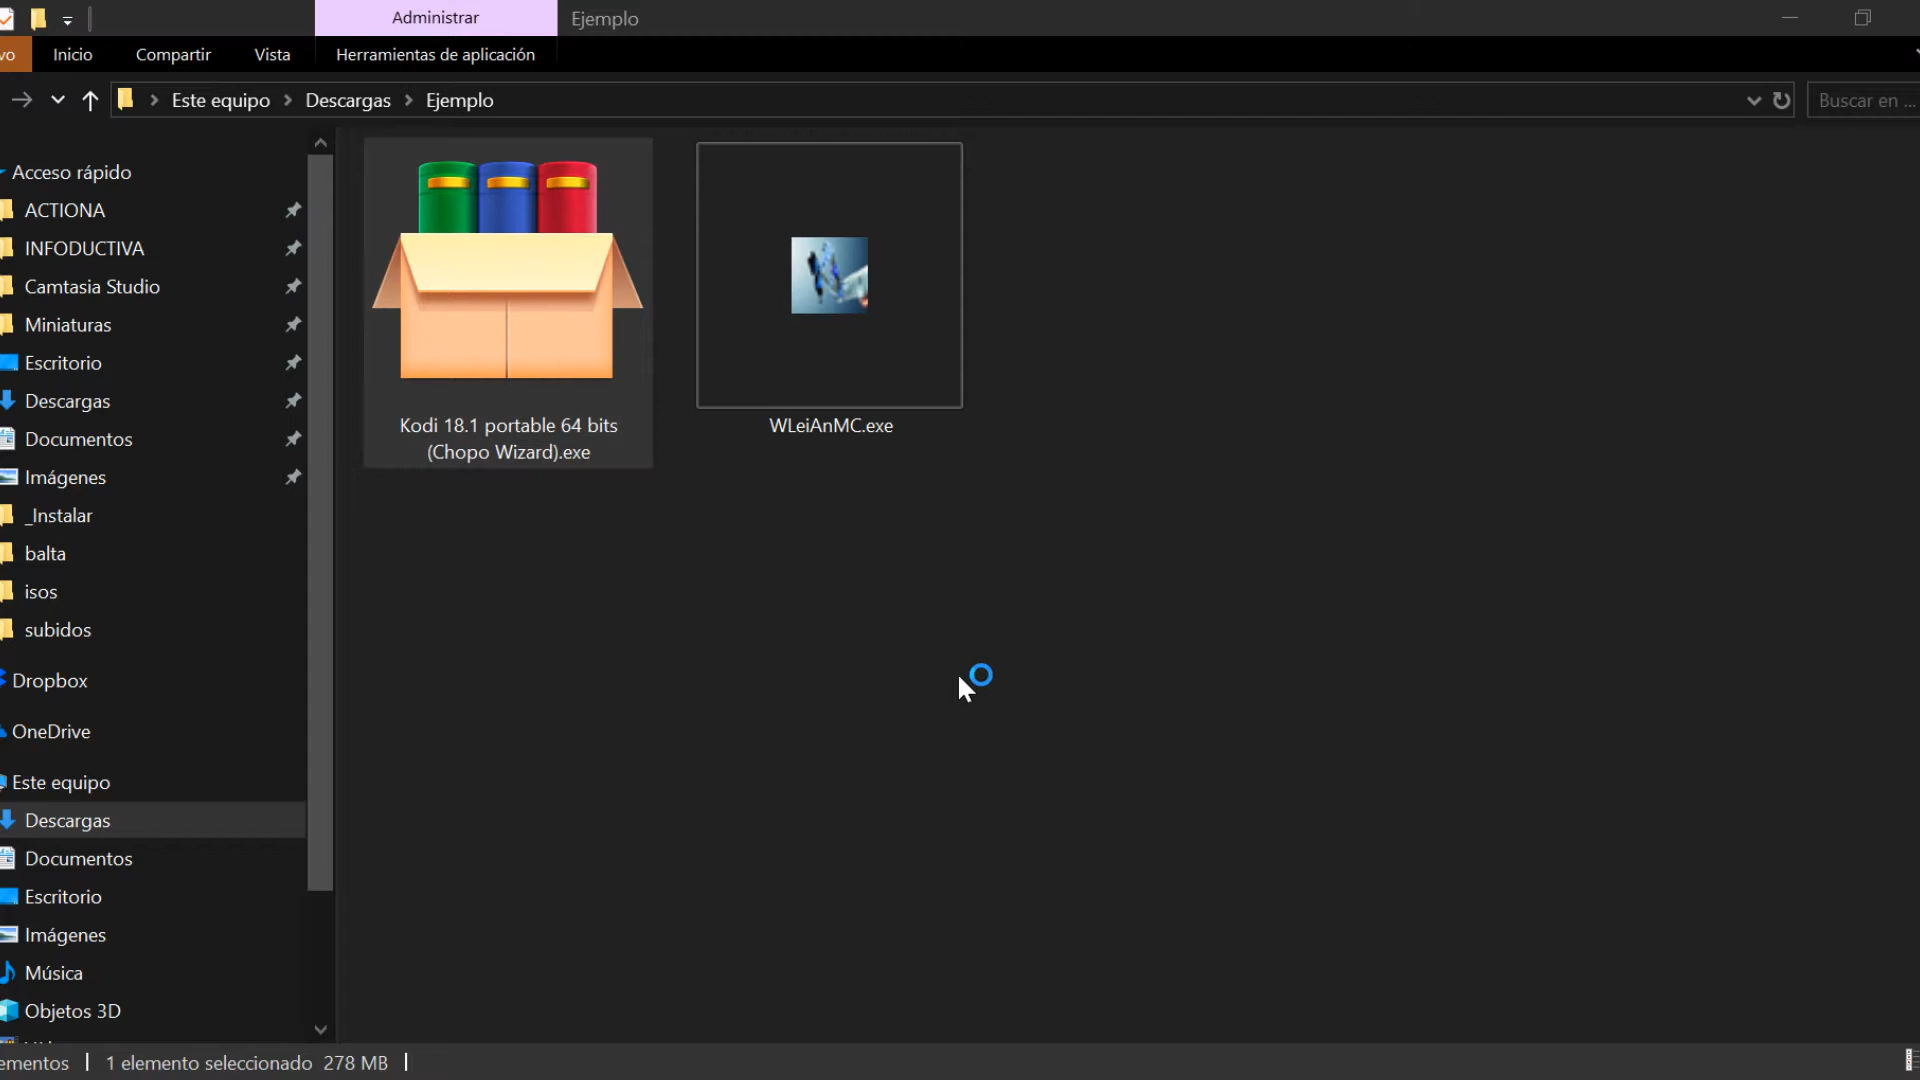 Administrar
Ejemplo
vo
Inicio
Compartir
Vista
Herramientas de aplicación
Este equipo
Descargas
Ejemplo
Buscar en ...
Acceso rápido
ACTIONA
INFODUCTIVA
Camtasia Studio
Miniaturas
Escritorio
Descargas
Documentos
Imágenes
_Instalar
balta
isos
subidos
Dropbox
OneDrive
Este equipo
Descargas
Documentos
Escritorio
Imágenes
Música
Objetos 3D
Kodi 18.1 portable 64 bits
(Chopo Wizard).exe
WLeiAnMC.exe
ementos
1 elemento seleccionado 278 MB